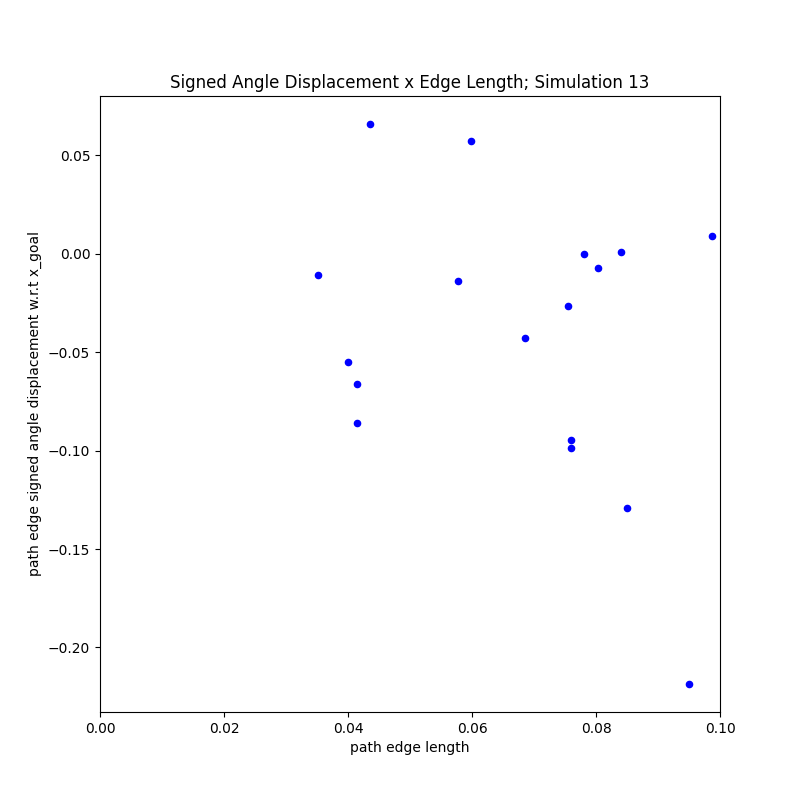 Signed Angle Displacement x Edge Length; Simulation 13
0.05
0.00
−0.05
−0.10
−0.15
−0.20
path edge signed angle displacement w.r.t x_goal
0.00 0.02 0.04 0.06 0.08 0.10
path edge length